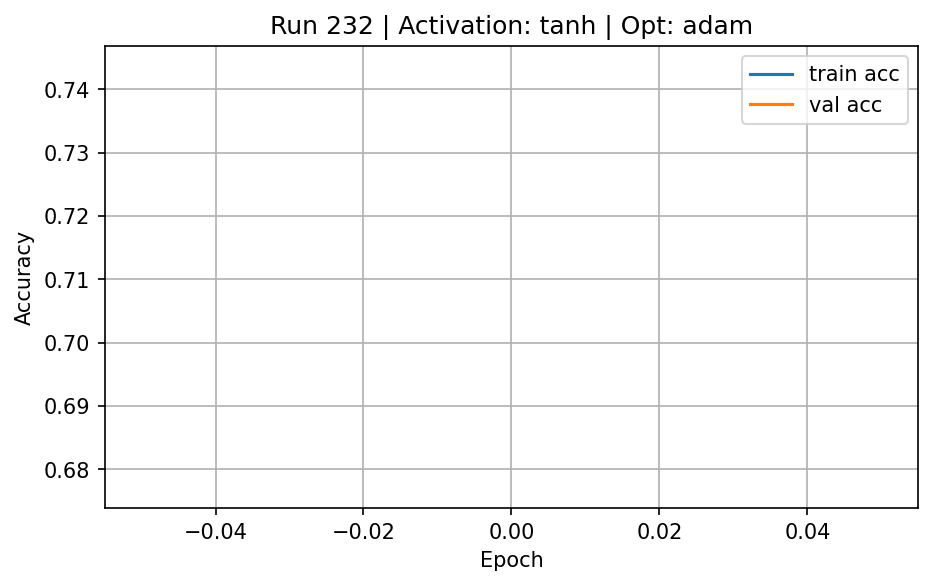 Run 232 | Activation: tanh | Opt: adam
train acc
val acc
0.74
0.73
0.72
0.71
0.70
0.69
0.68
Accuracy
−0.04
−0.02
0.00
0.02
0.04
Epoch